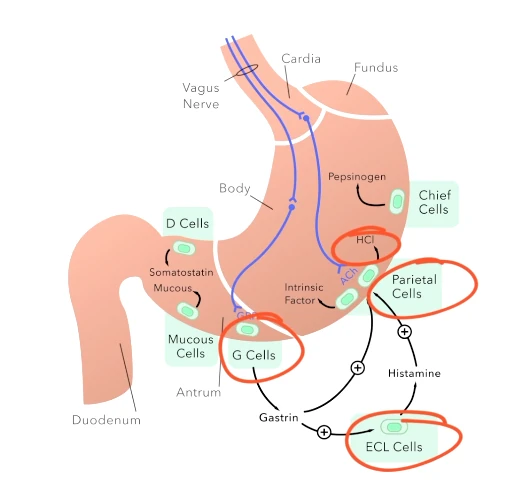 Cardia
Fundus
Vagus
Nerve
Pepsinogen
Chief
Cells
Body
D Cells
HCl
Somatostatin
Mucous
ACh
Intrinsic
Factor
Parietal
Cells
GRP
Mucous
Cells
G Cells
Antrum
Histamine
Duodenum
Gastrin
ECL Cells